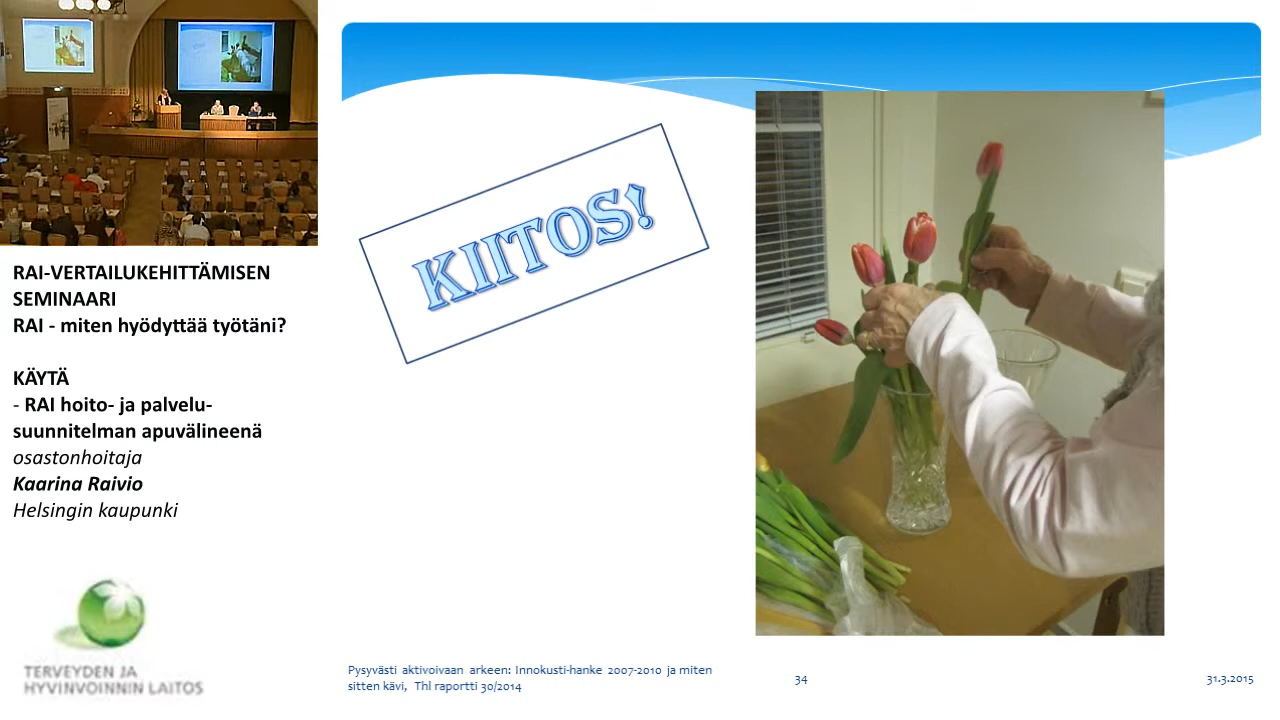 RAI-VERTAILUKEHITTÄMISEN
SEMINAARI
RAI - miten hyödyttää työtäni?
KÄYTÄ
- RAI hoito- ja palvelu-
suunnitelman apuvälineenä
osastonhoitaja
Kaarina Raivio
Helsingin kaupunki
TERVEYDEN JA
HYVINVOINNIN LAITOS
KIITOS!
Pysyvästi aktivoivaan arkeen: Innokusti-hanke 2007-2010 ja miten
sitten kävi, Thl raportti 30/2014
34
31.3.2015